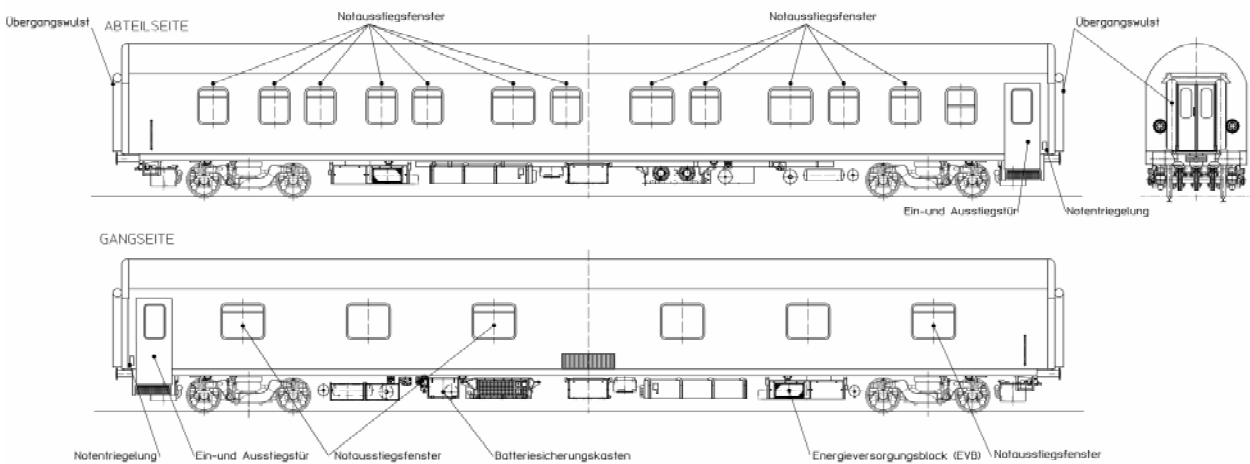 Übergangswulst
ABTEILSEITE
Notausstiegsfenster
Notausstiegsfenster
Übergangswulst
Ein-und Ausstiegstür
Notentriegelung
GANGSEITE
Notentriegelung
Ein-und Ausstiegstür
Notausstiegsfenster
Batteriesicherungskasten
Energieversorgungsblock (EVB)
Notausstiegsfenster